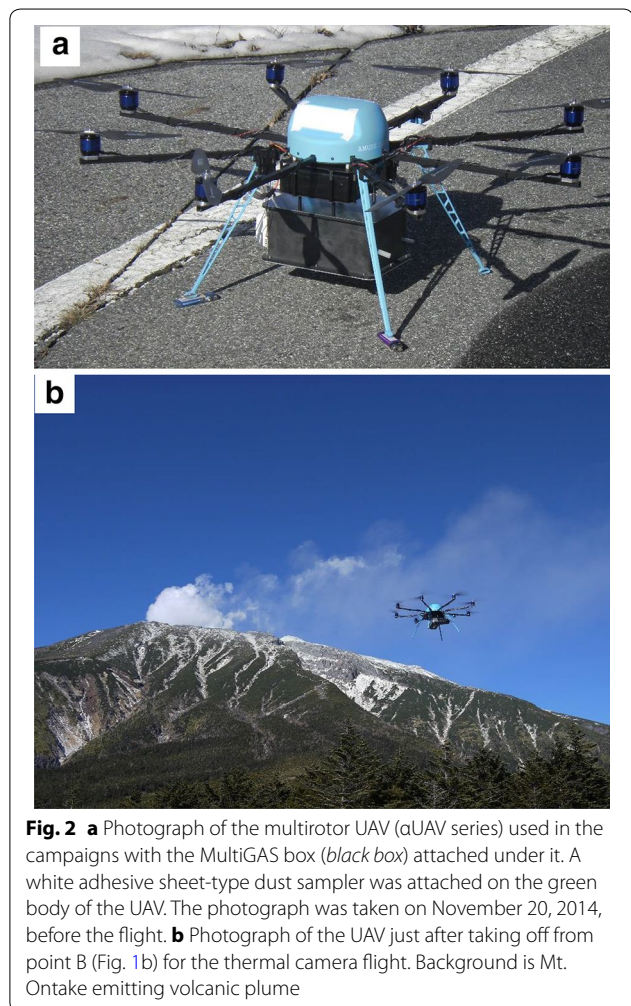 a
AMUSE
b
Fig. 2 a Photograph of the multirotor UAV (αUAV series) used in the
campaigns with the MultiGAS box (black box) attached under it. A
white adhesive sheet-type dust sampler was attached on the green
body of the UAV. The photograph was taken on November 20, 2014,
before the flight. b Photograph of the UAV just after taking off from
point B (Fig. 1b) for the thermal camera flight. Background is Mt.
Ontake emitting volcanic plume